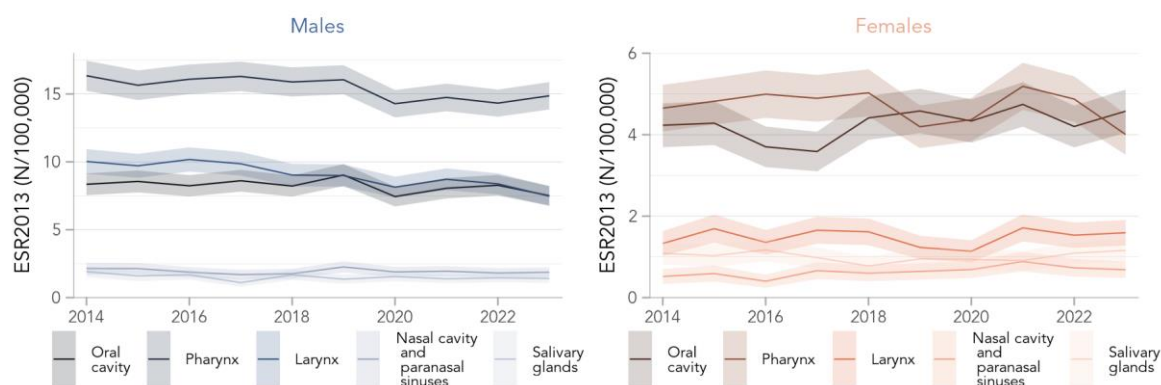 Males
Females
ESR2013 (N/100,000)
15
10
5
0
2014
2016
2018
2020
2022
Oral
cavity
Pharynx
Larynx
Nasal cavity
and
paranasal
sinuses
Salivary
glands
ESR2013 (N/100,000)
6
4
2
0
2014
2016
2018
2020
2022
Oral
cavity
Pharynx
Larynx
Nasal cavity
and
paranasal
sinuses
Salivary
glands